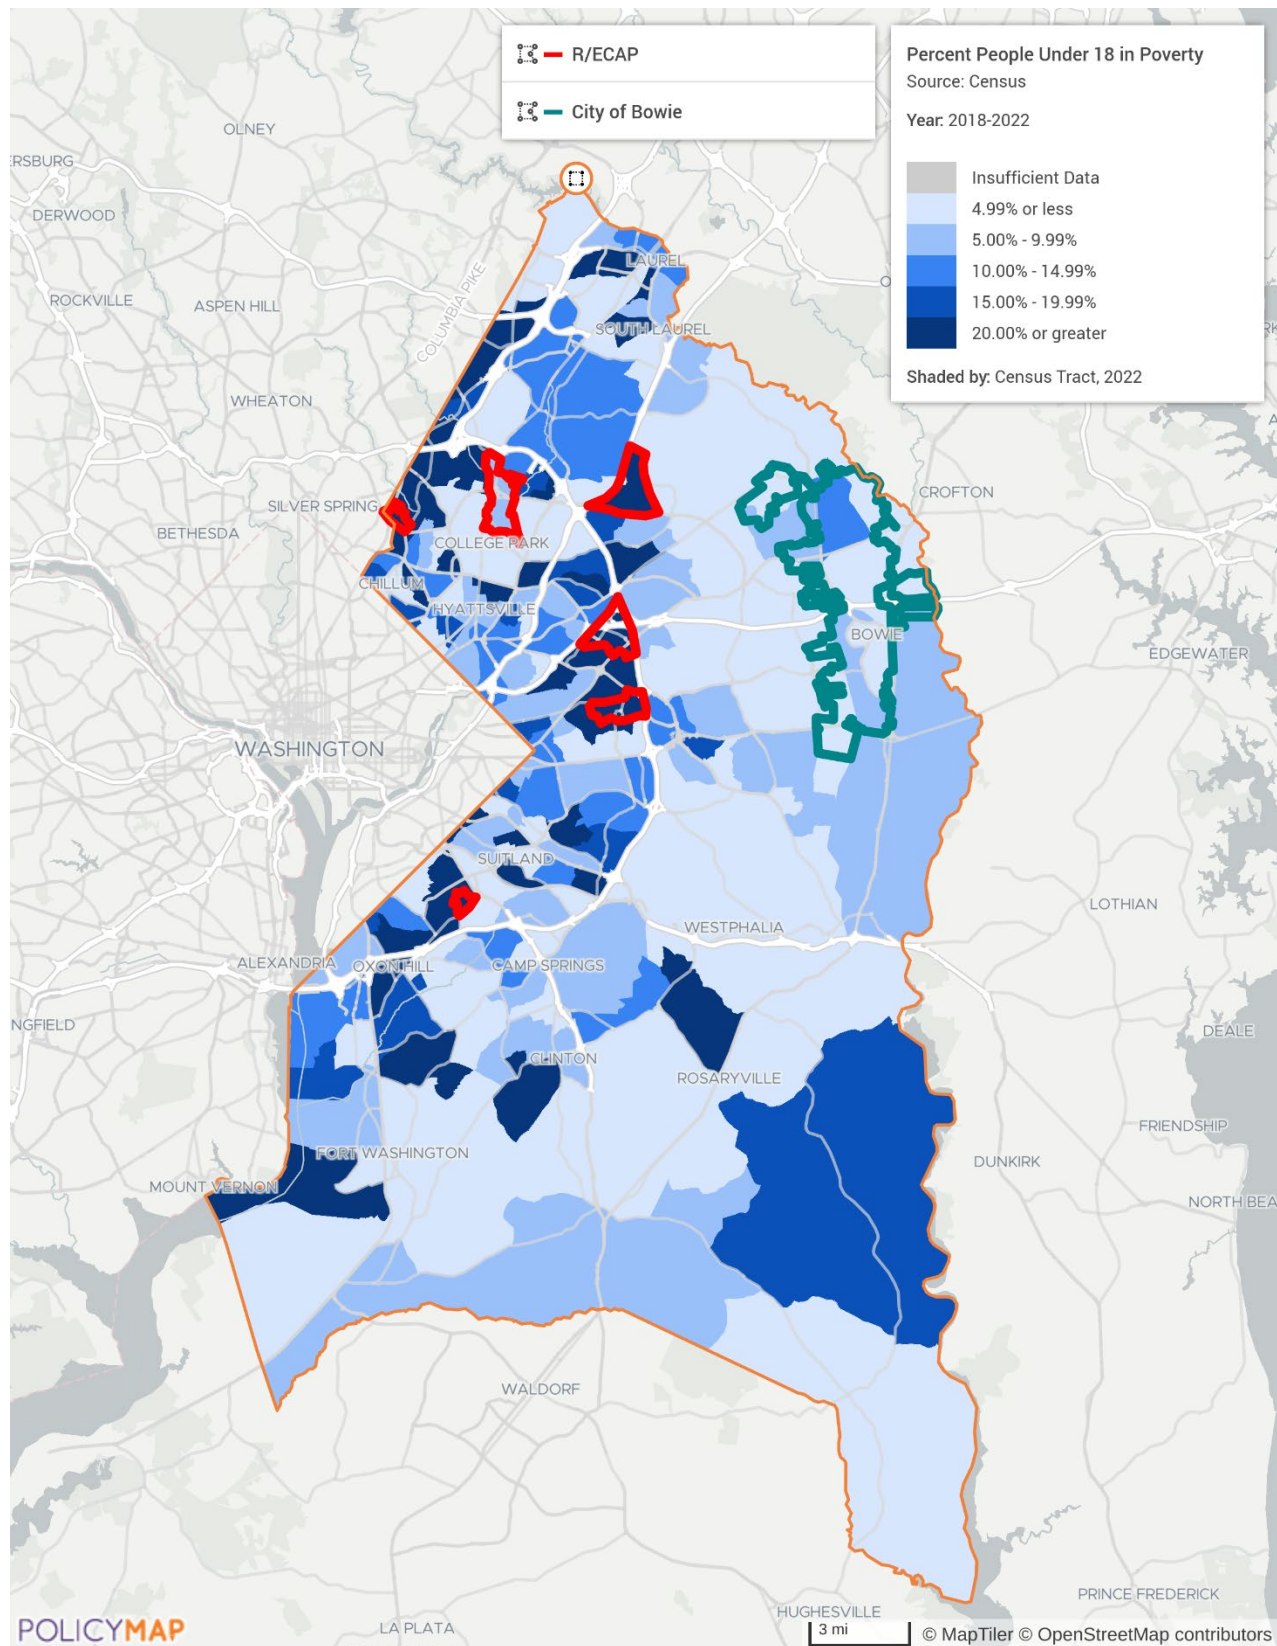 R/ECAP
City of Bowie
Percent People Under 18 in Poverty
Source: Census
Year: 2018-2022
Insufficient Data
4.99% or less
5.00% - 9.99%
10.00% - 14.99%
15.00% - 19.99%
20.00% or greater
Shaded by: Census Tract, 2022
OLNEY
ERSBURG
DERWOOD
LAUREL
COLUMBIA PIKE
ROCKVILLE
ASPEN HILL
SOUTH LAUREL
WHEATON
CROFTON
SILVER SPRING
BETHESDA
COLLEGE PARK
CHILLUM
HYATTSVILLE
BOWIE
EDGEWATER
WASHINGTON
SUITLAND
LOTHIAN
WESTPHALIA
ALEXANDRIA
OXON HILL
CAMP SPRINGS
NGFIELD
DEALE
CLINTON
ROSARYVILLE
FRIENDSHIP
FORT WASHINGTON
DUNKIRK
MOUNT VERNON
NORTH BEA
WALDORF
PRINCE FREDERICK
HUGHESVILLE
LA PLATA
POLICYMAP
3 mi
© MapTiler © OpenStreetMap contributors